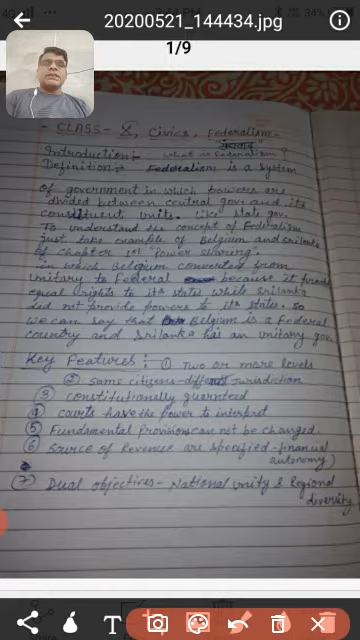 20200521_144434.jpg
34%
1/9
- CLASS - X, Civics, Federalism -
संघवाद
Introduction :- What is Federalism ?
Definition :- Federalism is a system
of government in which powers are
divided between central gov. and its
constituent units. Like state gov.
To understand the concept of Federalism
just take example of Belgium and srilanka
of chapter 1st "Power sharing".
in which Belgium converted from
unitary to Federal because it
equal rights to its states while srilanka
did not provide powers to its states. so
we can say that Belgium is a Federal
country and srilanka has an unitary gov.
Key Features :- ① Two or more levels
② same citizens - different Jurisdiction
③ constitutionally guarnteed
④ courts have the power to interpret
⑤ Fundamental Provisions can not be changed.
⑥ Source of Revenue are specified - finanual
autonomy)
⑦ Dual objectives - National unity & Regional
diversity
T